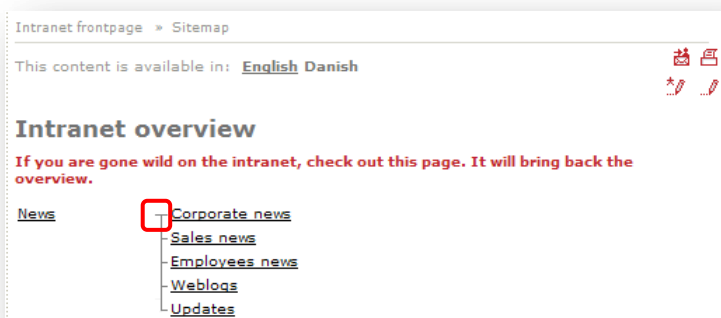 Intranet frontpage » Sitemap
This content is available in: English Danish
Intranet overview
If you are gone wild on the intranet, check out this page. It will bring back the
overview.
News Corporate news
Sales news
Employees news
Weblogs
Updates